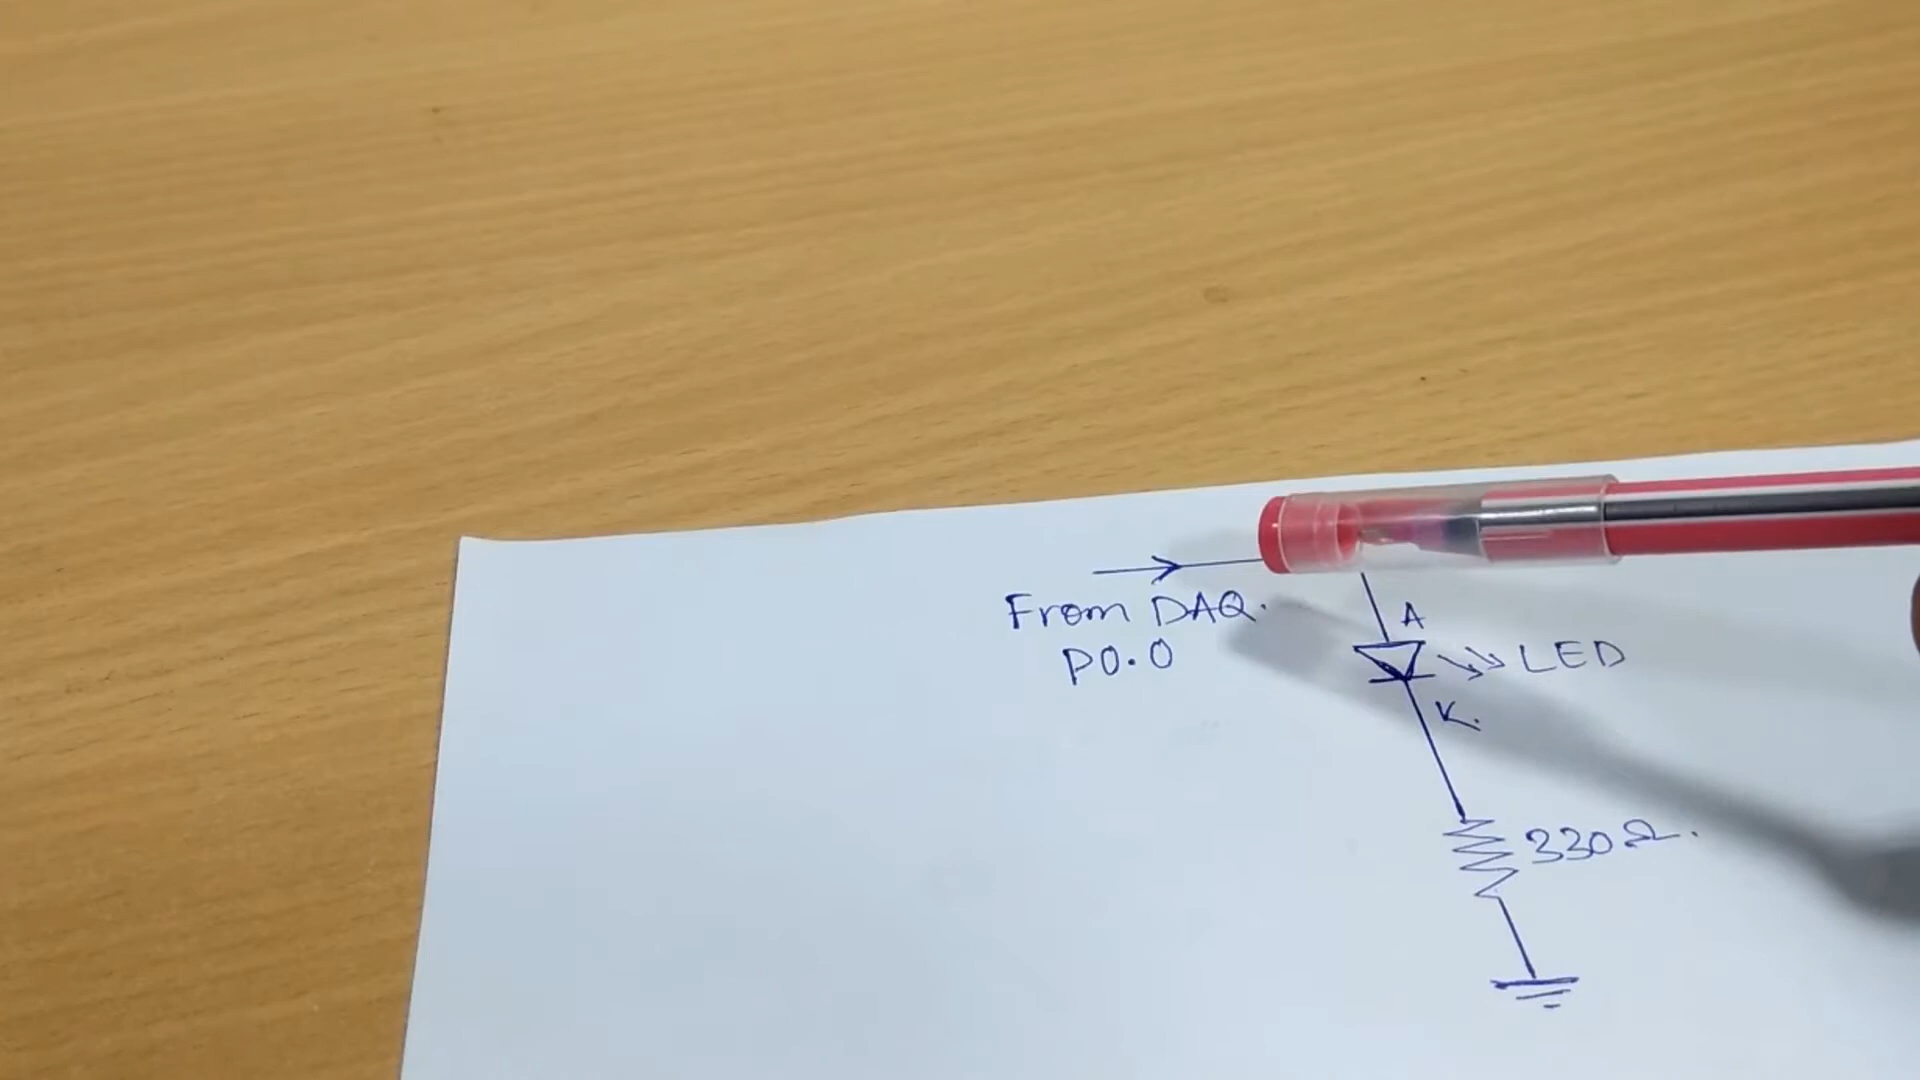 From DAQ.
P0.0
A
LED
K.
330Ω.